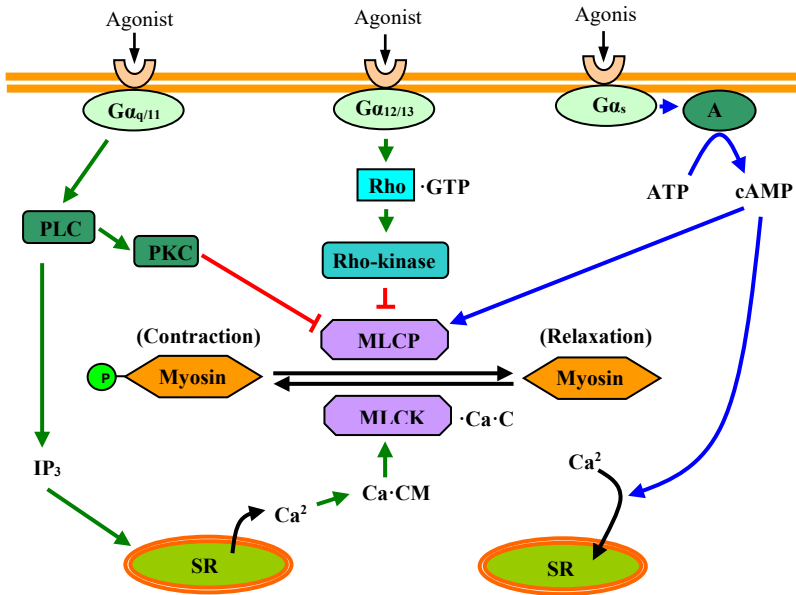 Agonist
Agonist
Agonis
Gαq/11
Gα12/13
Gαs
A
Rho
·GTP
ATP
cAMP
PLC
PKC
Rho-kinase
(Contraction)
MLCP
(Relaxation)
P
Myosin
Myosin
MLCK
·Ca·C
IP3
Ca2
Ca·CM
Ca2
SR
SR